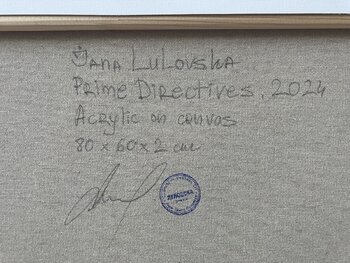 Jana Lulovska
Prime Directives, 2024
Acrylic on canvas
80 x 60 x 2 cm